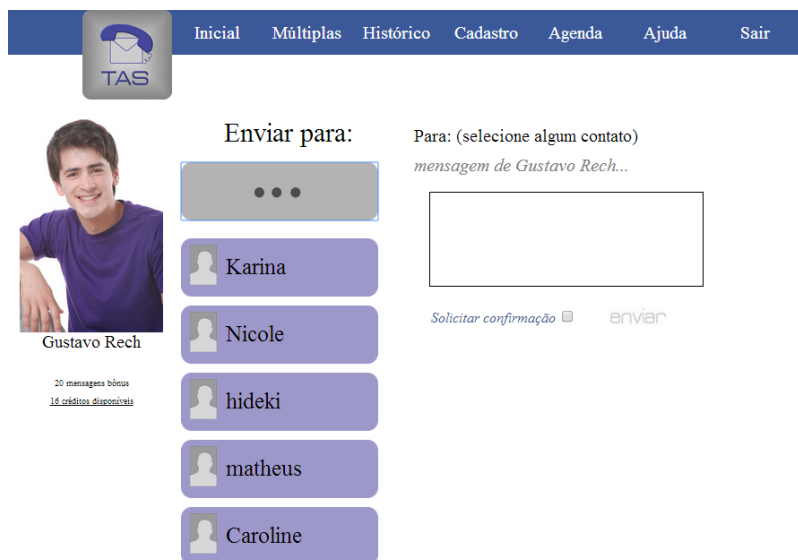 Inicial Múltiplas Histórico Cadastro Agenda Ajuda Sair
TAS
Gustavo Rech
20 mensagens bônus
16 créditos disponíveis
Enviar para:
Karina
Nicole
hideki
matheus
Caroline
Para: (selecione algum contato)
mensagem de Gustavo Rech...
Solicitar confirmação
enviar